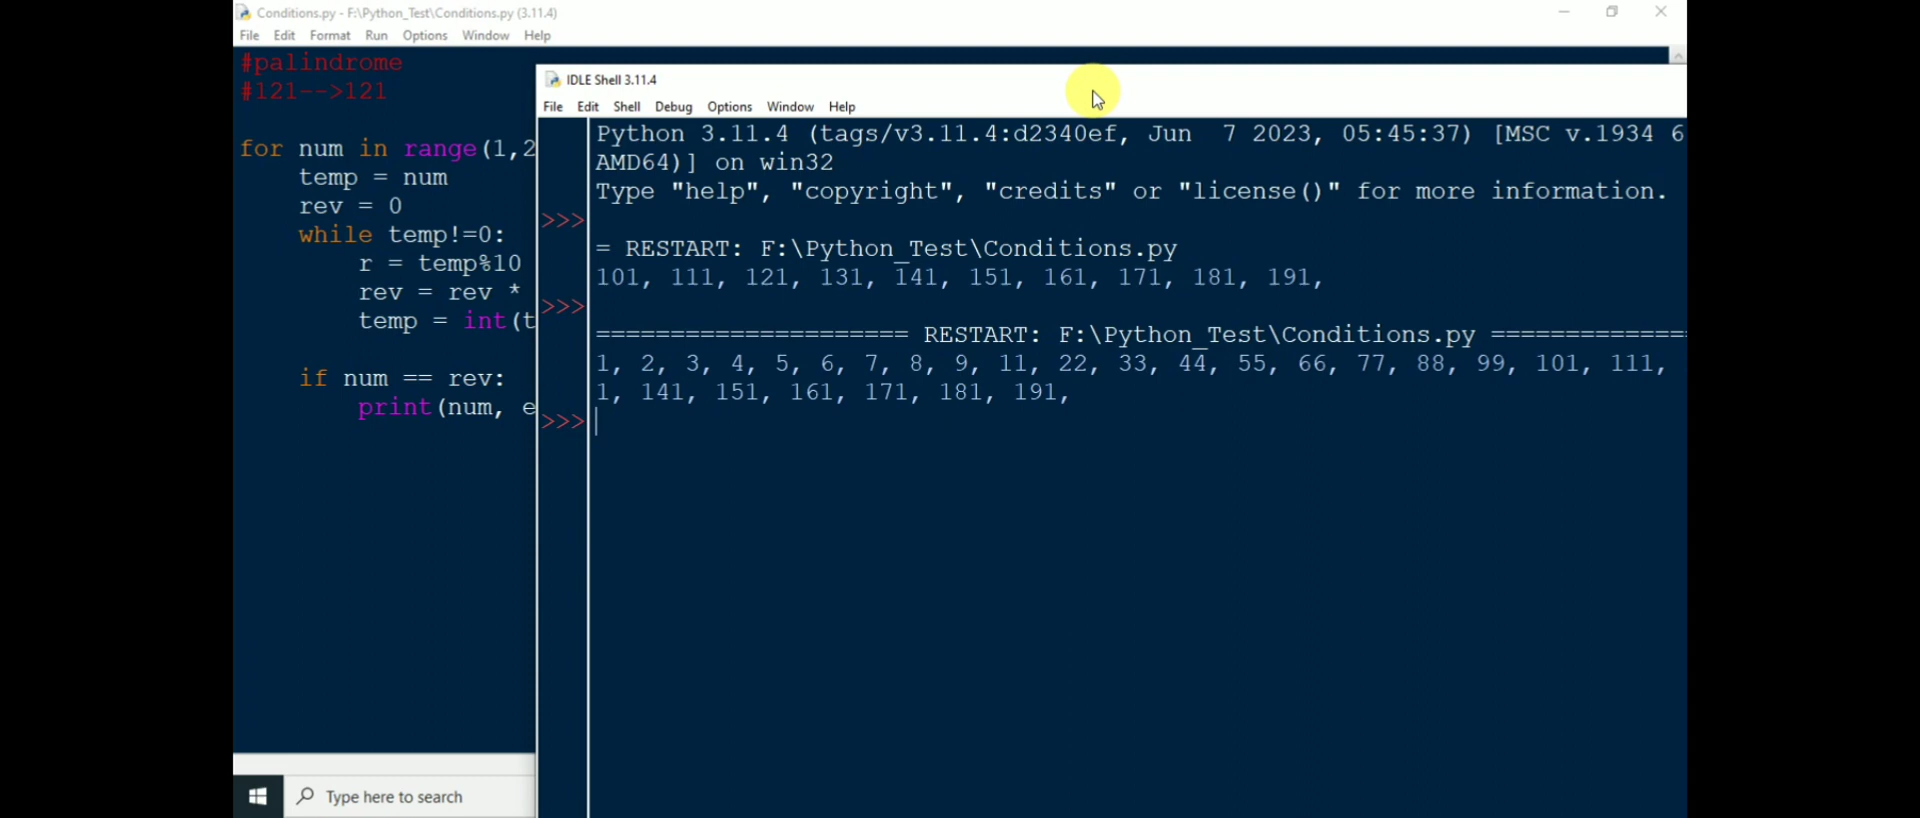 Conditions.py - F:\Python_Test\Conditions.py (3.11.4)
File Edit Format Run Options Window Help
#palindrome
#121-->121
for num in range(1,2
temp = num
rev = 0
while temp!=0:
r = temp%10
rev = rev *
temp = int(t
if num == rev:
print(num, e
IDLE Shell 3.11.4
File Edit Shell Debug Options Window Help
Python 3.11.4 (tags/v3.11.4:d2340ef, Jun 7 2023, 05:45:37) [MSC v.1934 6
AMD64)] on win32
Type "help", "copyright", "credits" or "license()" for more information.
>>>
= RESTART: F:\Python_Test\Conditions.py
101, 111, 121, 131, 141, 151, 161, 171, 181, 191,
>>>
===================== RESTART: F:\Python_Test\Conditions.py ==============
1, 2, 3, 4, 5, 6, 7, 8, 9, 11, 22, 33, 44, 55, 66, 77, 88, 99, 101, 111,
1, 141, 151, 161, 171, 181, 191,
>>>
Type here to search